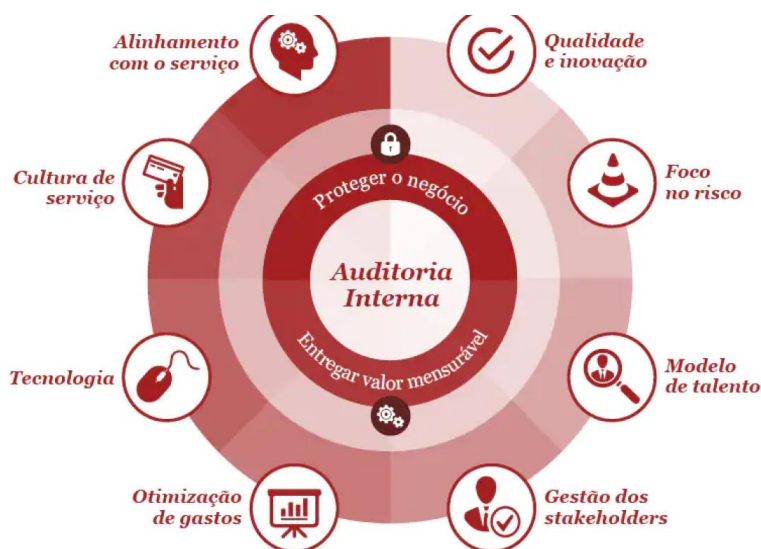 Alinhamento
com o serviço
Qualidade
e inovação
Cultura de
serviço
Foco
no risco
Proteger o negócio
Auditoria
Interna
Entregar valor mensurável
Tecnologia
Modelo
de talento
Otimização
de gastos
Gestão dos
stakeholders